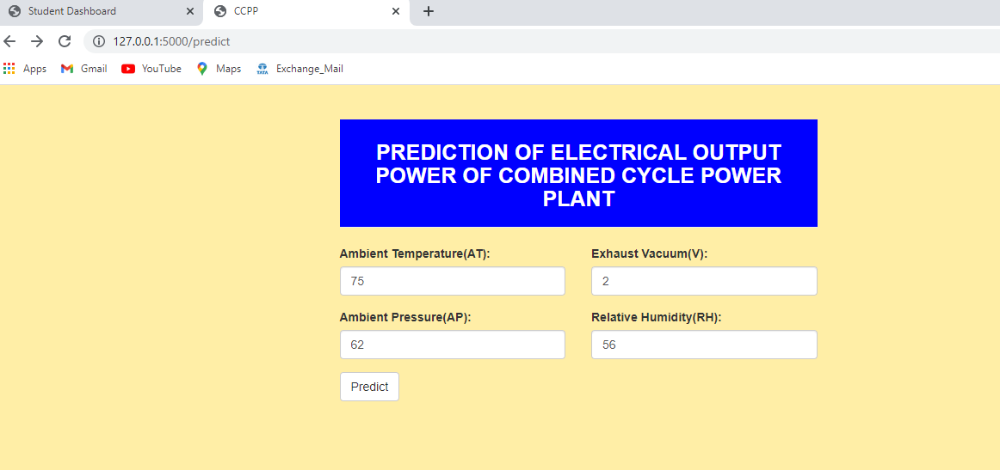 Student Dashboard
CCPP
127.0.0.1:5000/predict
Apps
Gmail
YouTube
Maps
TATA
Exchange_Mail
PREDICTION OF ELECTRICAL OUTPUT
POWER OF COMBINED CYCLE POWER
PLANT
Ambient Temperature(AT):
Exhaust Vacuum(V):
75
2
Ambient Pressure(AP):
Relative Humidity(RH):
62
56
Predict